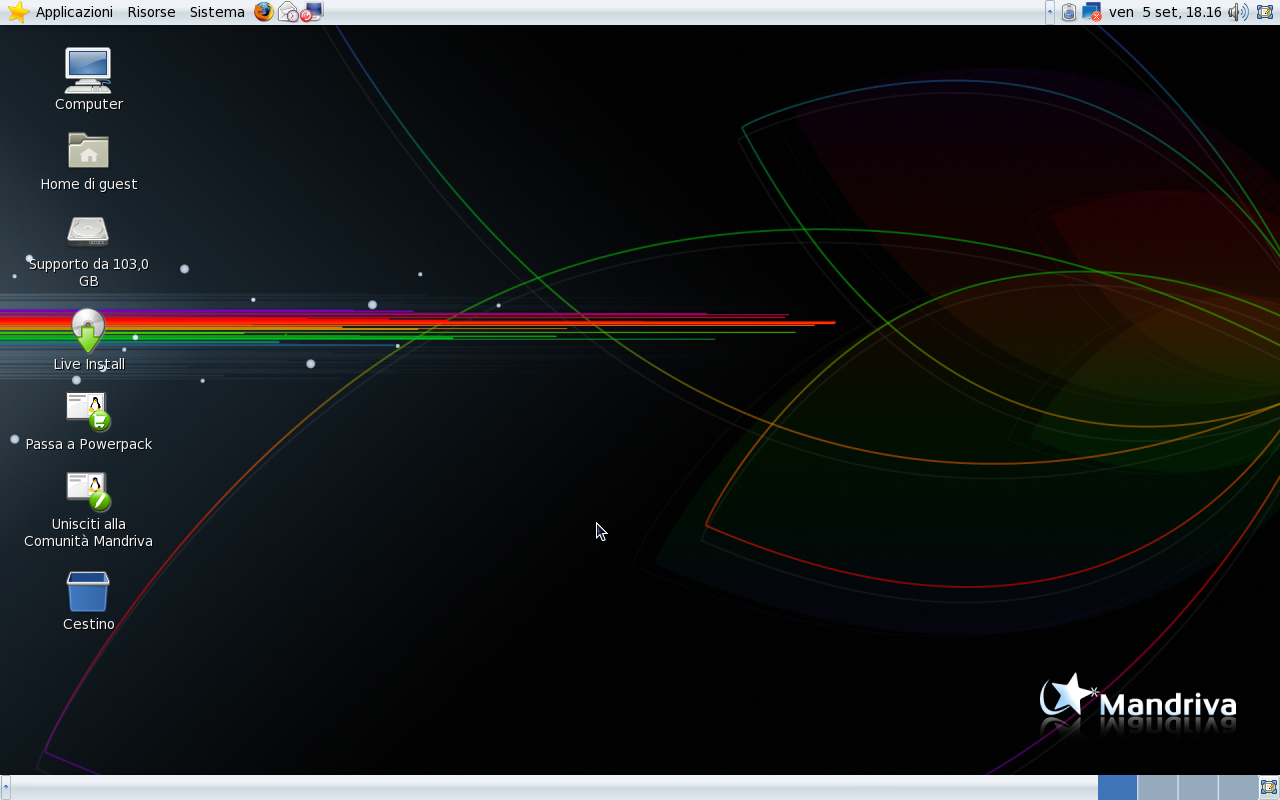 Applicazioni Risorse Sistema
ven 5 set, 18.16
Computer
Home di guest
Supporto da 103,0
GB
Live Install
Passa a Powerpack
Unisciti alla
Comunità Mandriva
Cestino
Mandriva